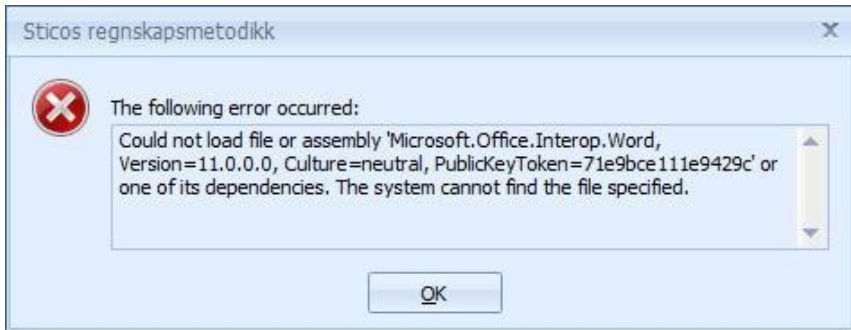 Sticos regnskapsmetodikk
The following error occurred:
Could not load file or assembly 'Microsoft.Office.Interop.Word,
Version=11.0.0.0, Culture=neutral, PublicKeyToken=71e9bce111e9429c' or
one of its dependencies. The system cannot find the file specified.
OK